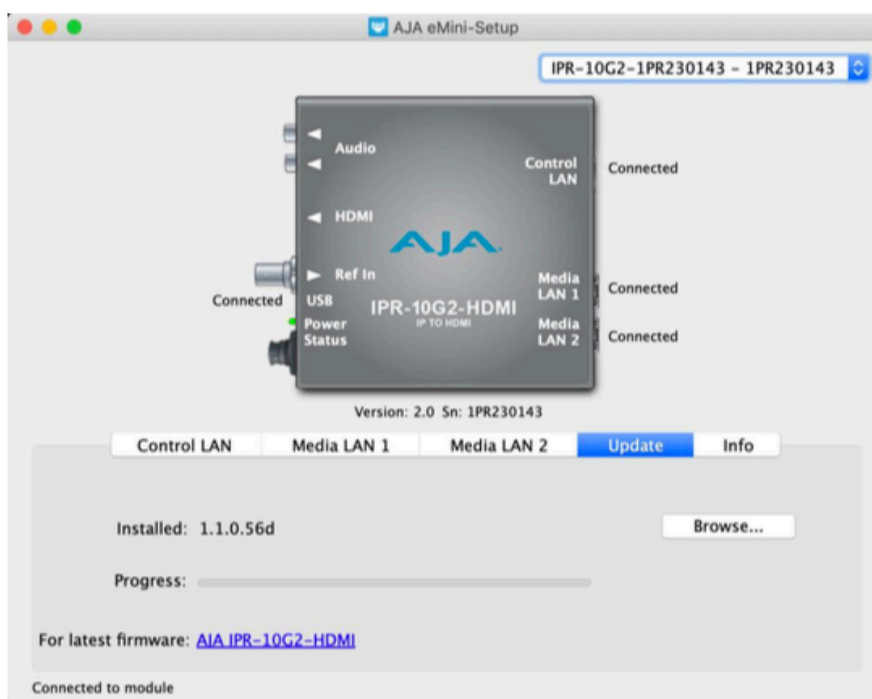 AJA eMini-Setup
IPR-10G2-1PR230143 - 1PR230143
Audio
Control
LAN
Connected
HDMI
AJA
Ref In
Connected
USB
Media
LAN 1
Connected
IPR-10G2-HDMI
IP TO HDMI
Power
Status
Media
LAN 2
Connected
Version: 2.0 Sn: 1PR230143
Control LAN
Media LAN 1
Media LAN 2
Update
Info
Installed: 1.1.0.56d
Browse...
Progress:
For latest firmware: AJA IPR-10G2-HDMI
Connected to module